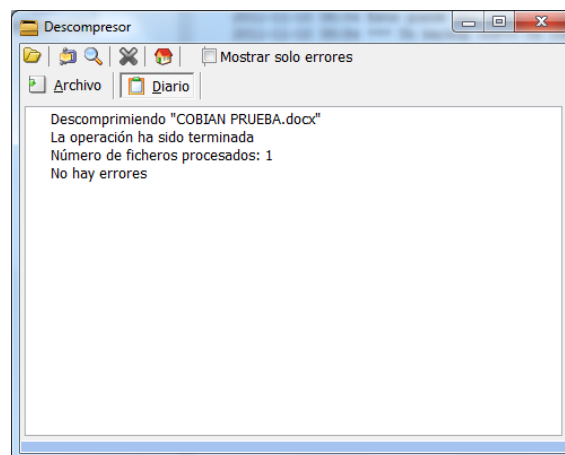 Descompresor
Mostrar solo errores
Archivo
Diario
Descomprimiendo "COBIAN PRUEBA.docx"
La operación ha sido terminada
Número de ficheros procesados: 1
No hay errores